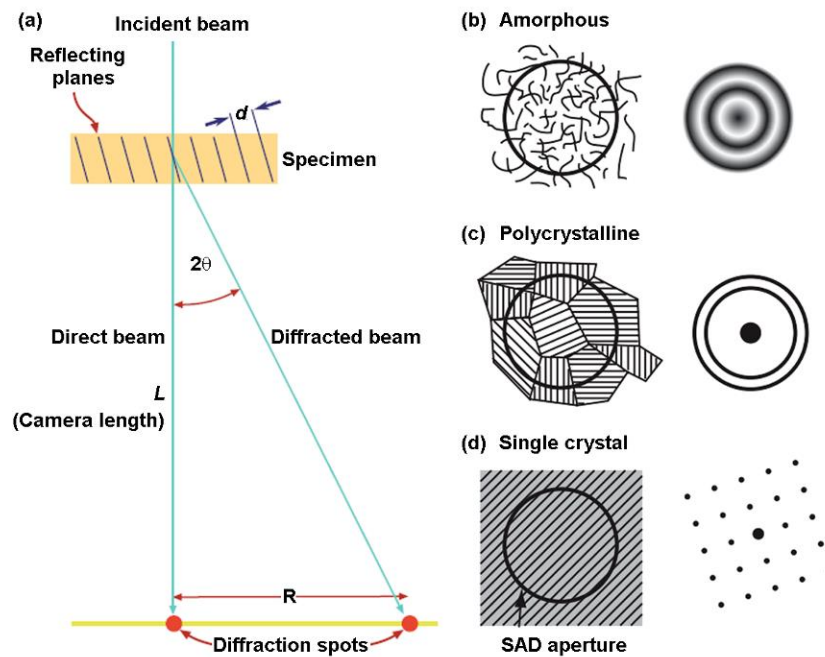 (a)
Incident beam
Reflecting
planes
d
Specimen
2θ
Direct beam
Diffracted beam
L
(Camera length)
R
Diffraction spots
(b) Amorphous
(c) Polycrystalline
(d) Single crystal
SAD aperture